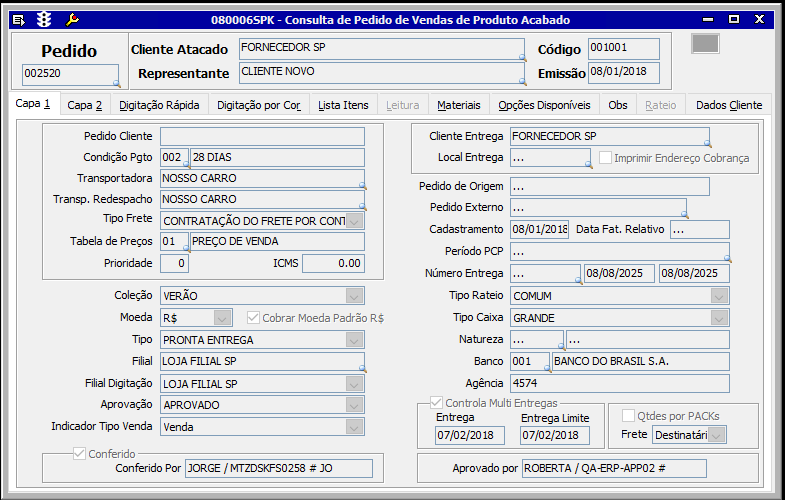 080006SPK - Consulta de Pedido de Vendas de Produto Acabado
Pedido
002520
Cliente Atacado FORNECEDOR SP
Código 001001
Representante CLIENTE NOVO
Emissão 08/01/2018
Capa 1 Capa 2 Digitação Rápida Digitação por Cor Lista Itens Leitura Materiais Opções Disponíveis Obs Rateio Dados Cliente
Pedido Cliente
Condição Pgto 002 28 DIAS
Transportadora NOSSO CARRO
Transp. Redespacho NOSSO CARRO
Tipo Frete CONTRATAÇÃO DO FRETE POR CONT
Tabela de Preços 01 PREÇO DE VENDA
Prioridade 0 ICMS 0.00
Coleção VERÃO
Moeda R$ Cobrar Moeda Padrão R$
Tipo PRONTA ENTREGA
Filial LOJA FILIAL SP
Filial Digitação LOJA FILIAL SP
Aprovação APROVADO
Indicador Tipo Venda Venda
Conferido
Conferido Por JORGE / MTZDSKFS0258 # JO
Cliente Entrega FORNECEDOR SP
Local Entrega ... Imprimir Endereço Cobrança
Pedido de Origem ...
Pedido Externo ...
Cadastramento 08/01/2018 Data Fat. Relativo ...
Período PCP ...
Número Entrega ... 08/08/2025 08/08/2025
Tipo Rateio COMUM
Tipo Caixa GRANDE
Natureza ... ...
Banco 001 BANCO DO BRASIL S.A.
Agência 4574
Controla Multi Entregas
Entrega Entrega Limite
07/02/2018 07/02/2018
Qtdes por PACKs
Frete Destinatári
Aprovado por ROBERTA / QA-ERP-APP02 #